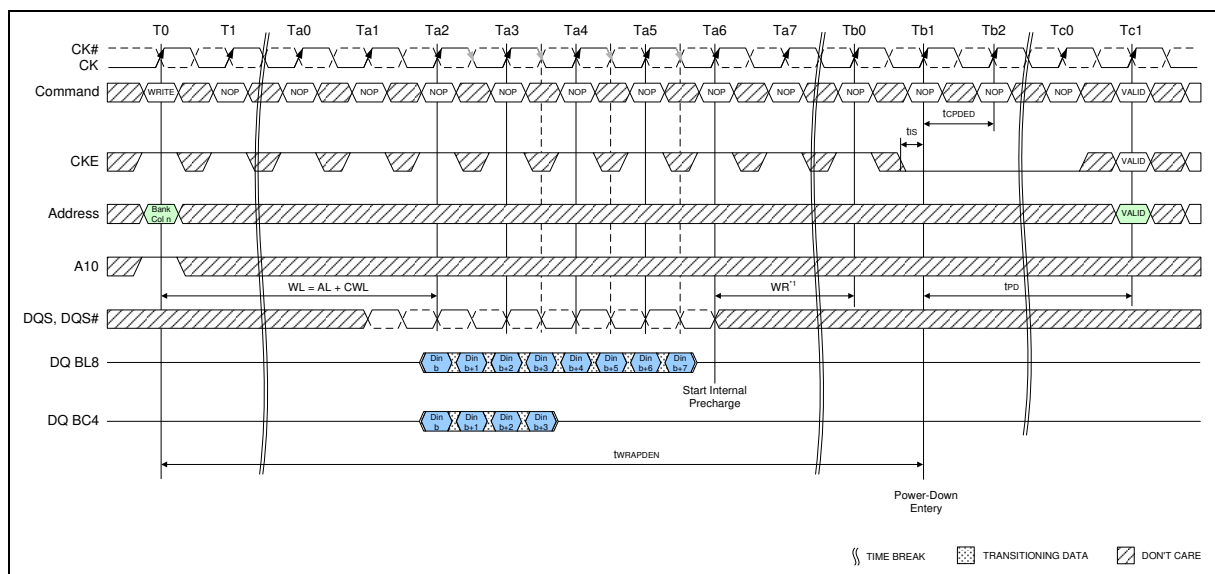 T0 T1 Ta0 Ta1 Ta2 Ta3 Ta4 Ta5 Ta6 Ta7 Tb0 Tb1 Tb2 Tc0 Tc1
CK#
CK
Command WRITE NOP NOP NOP NOP NOP NOP NOP NOP NOP NOP NOP NOP NOP VALID
tCPDED
tIS
CKE VALID
Address Bank Col n VALID
A10
WL = AL + CWL WR*1 tPD
DQS, DQS#
DQ BL8 Din b Din b+1 Din b+2 Din b+3 Din b+4 Din b+5 Din b+6 Din b+7
Start Internal
Precharge
DQ BC4 Din b Din b+1 Din b+2 Din b+3
tWRAPDEN
Power-Down
Entery
TIME BREAK TRANSITIONING DATA DON'T CARE